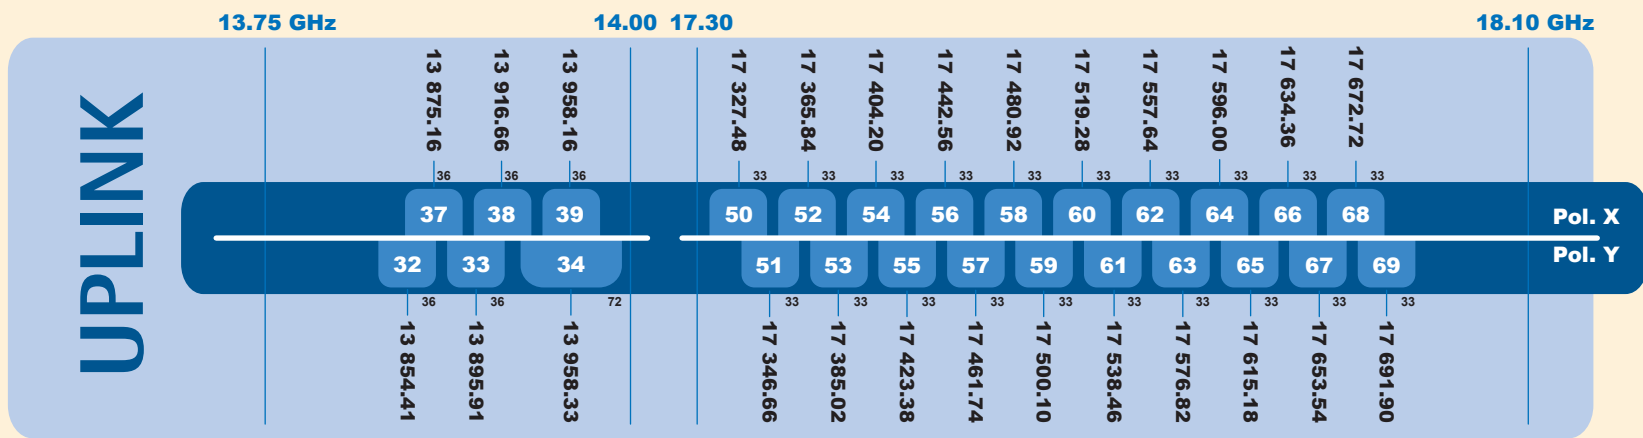 13.75 GHz 14.00 17.30 18.10 GHz
UPLINK
13 875.16 13 916.66 13 958.16 17 327.48 17 365.84 17 404.20 17 442.56 17 480.92 17 519.28 17 557.64 17 596.00 17 634.36 17 672.72
36 36 36 33 33 33 33 33 33 33 33 33 33
37 38 39 50 52 54 56 58 60 62 64 66 68 Pol. X
32 33 34 51 53 55 57 59 61 63 65 67 69 Pol. Y
36 36 72 33 33 33 33 33 33 33 33 33 33
13 854.41 13 895.91 13 958.33 17 346.66 17 385.02 17 423.38 17 461.74 17 500.10 17 538.46 17 576.82 17 615.18 17 653.54 17 691.90